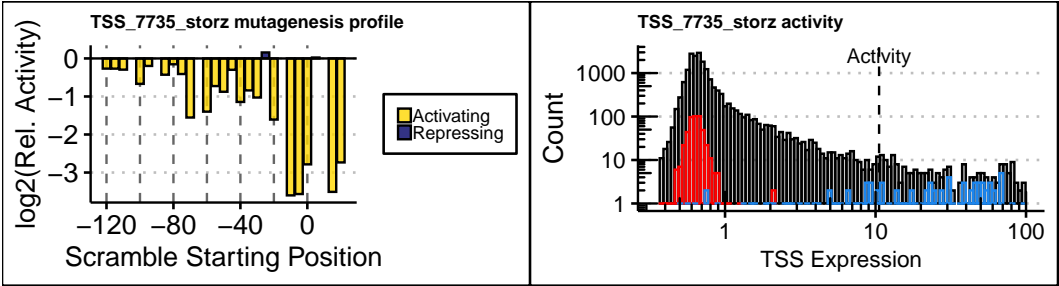 TSS_7735_storz mutagenesis profile
log2(Rel. Activity)
0
−1
−2
−3
−120
−80
−40
0
Scramble Starting Position
Activating
Repressing
TSS_7735_storz activity
Activity
Count
1000
100
10
1
1
10
100
TSS Expression